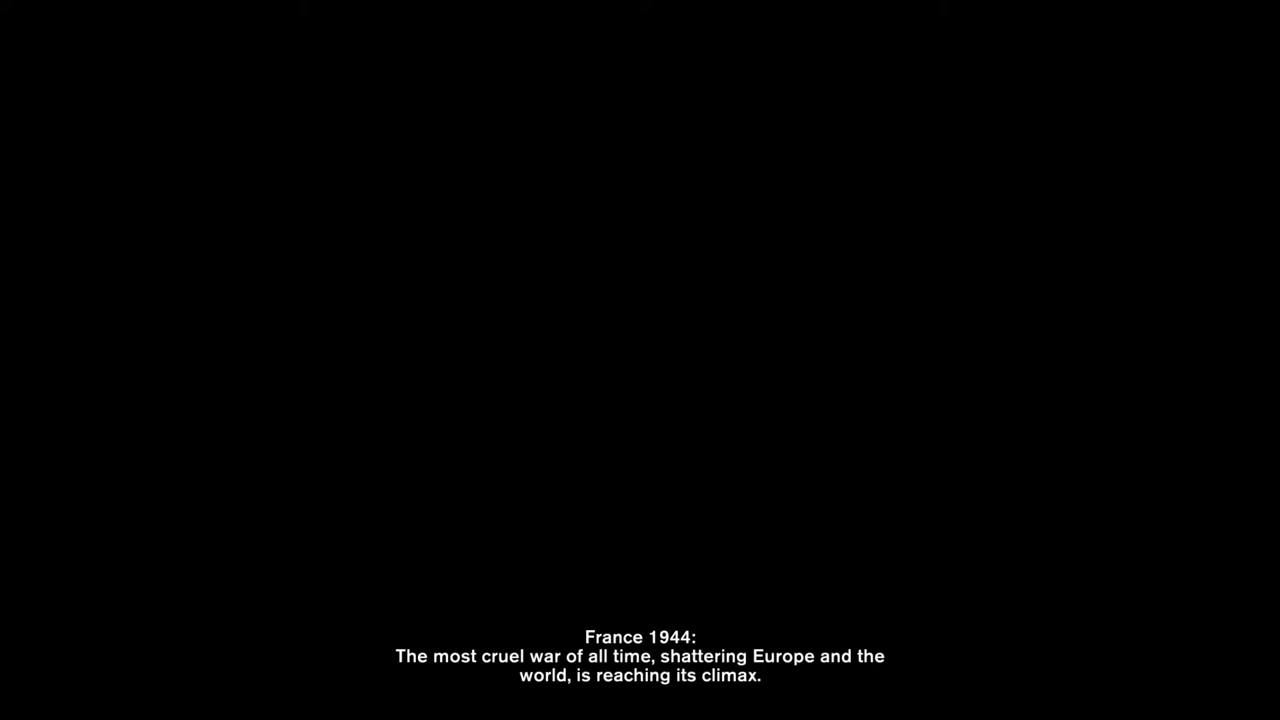 France 1944:
The most cruel war of all time, shattering Europe and the
world, is reaching its climax.